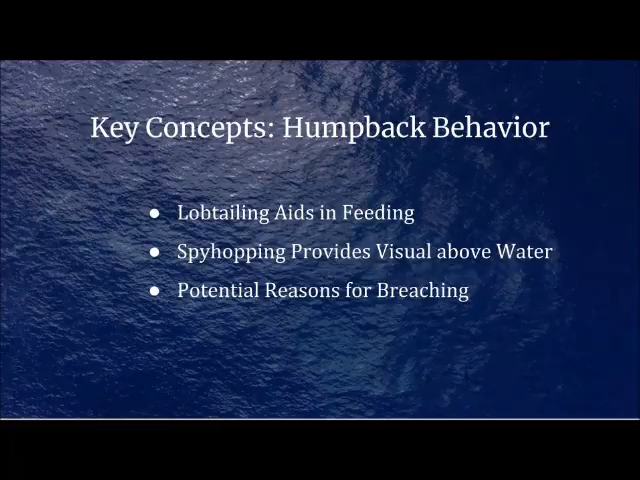 Key Concepts: Humpback Behavior
● Lobtailing Aids in Feeding
● Spyhopping Provides Visual above Water
● Potential Reasons for Breaching